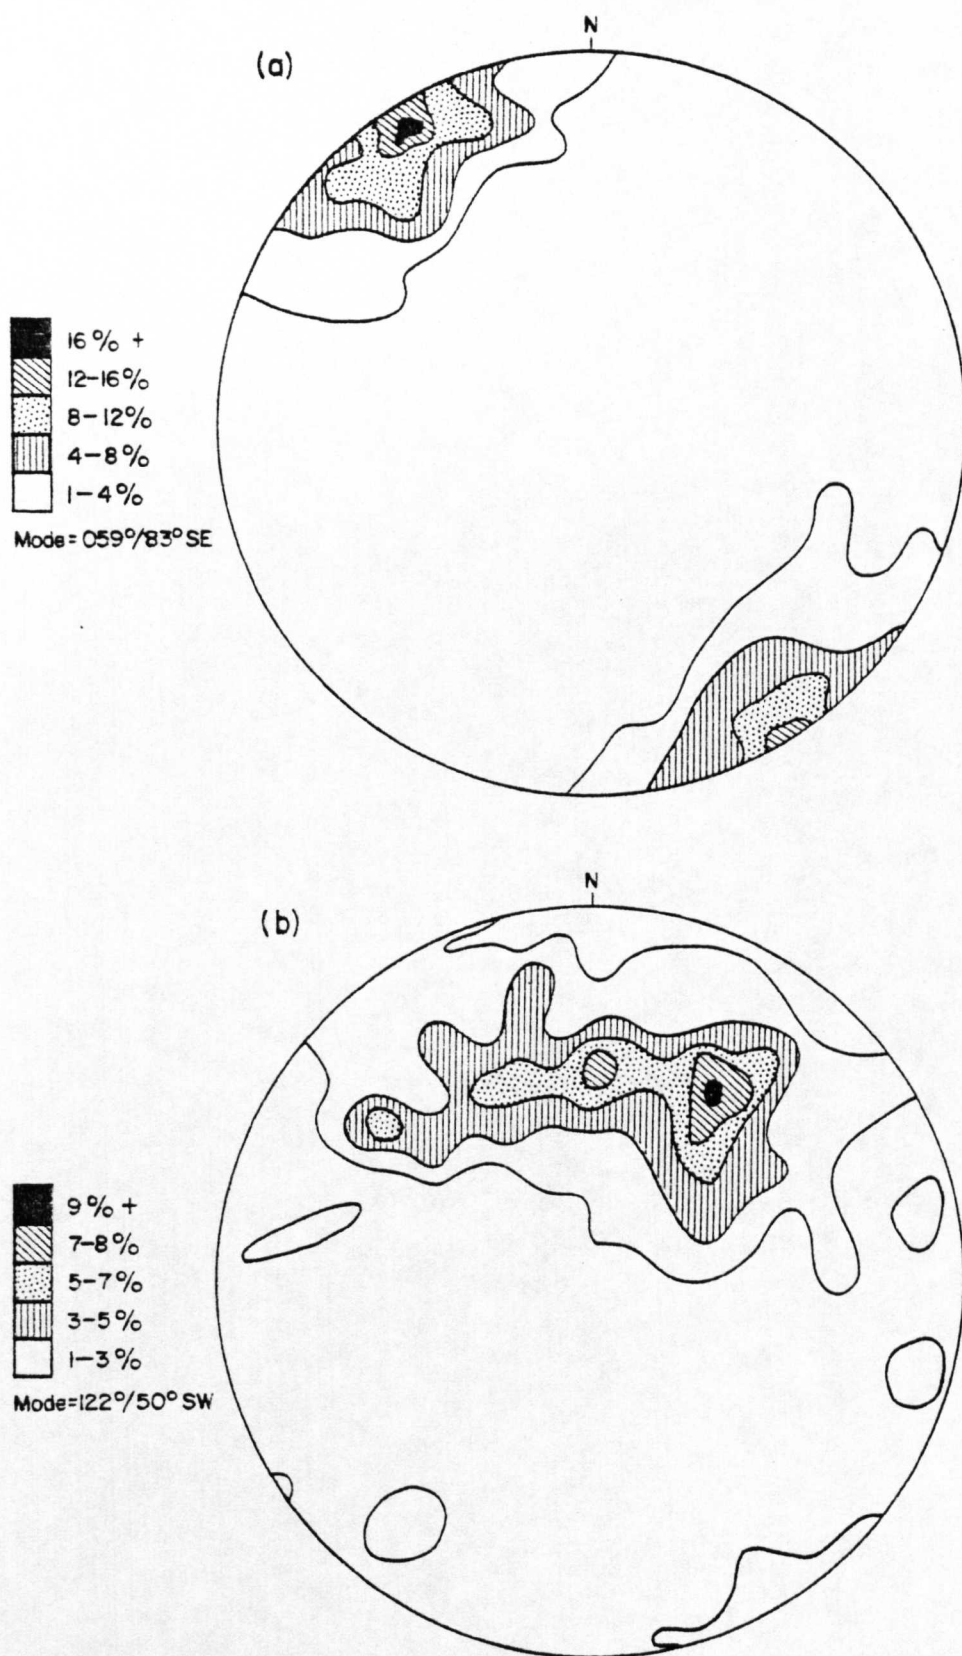 N
(a)
16% +
12-16%
8-12%
4-8%
1-4%
Mode=059°/83°SE
N
(b)
9% +
7-8%
5-7%
3-5%
1-3%
Mode=122°/50°SW